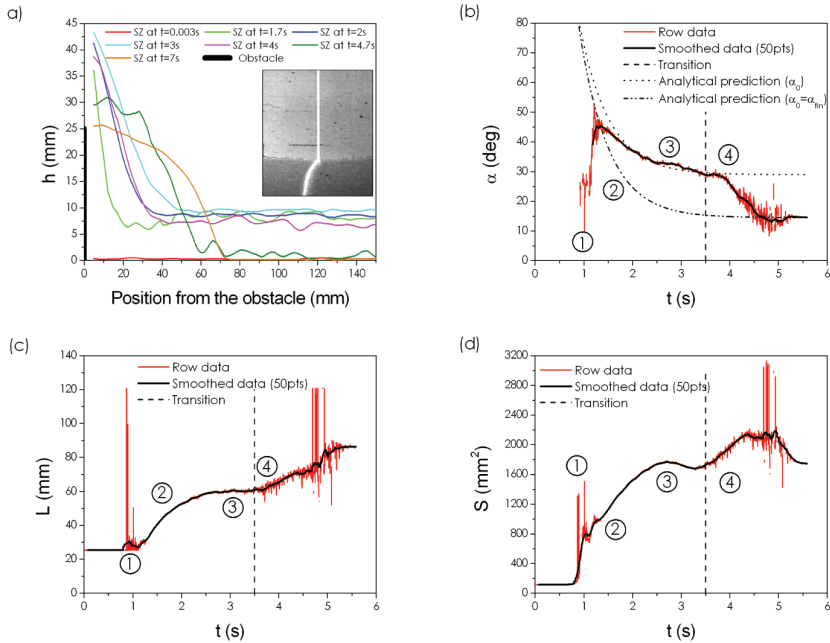 a)
SZ at t=0.003s SZ at t=1.7s SZ at t=2s
SZ at t=3s SZ at t=4s SZ at t=4.7s
SZ at t=7s Obstacle
h (mm)
45
40
35
30
25
20
15
10
5
0
0 20 40 60 80 100 120 140
Position from the obstacle (mm)
(b)
Row data
Smoothed data (50pts)
Transition
Analytical prediction (α0)
Analytical prediction (α0=αfin)
α (deg)
80
70
60
50
40
30
20
10
0
1
2
3
4
0 1 2 3 4 5 6
t (s)
(c)
Row data
Smoothed data (50pts)
Transition
L (mm)
140
120
100
80
60
40
20
0
1
2
3
4
0 1 2 3 4 5 6
t (s)
(d)
Row data
Smoothed data (50pts)
Transition
S (mm²)
3200
2800
2400
2000
1600
1200
800
400
0
1
2
3
4
0 1 2 3 4 5 6
t (s)